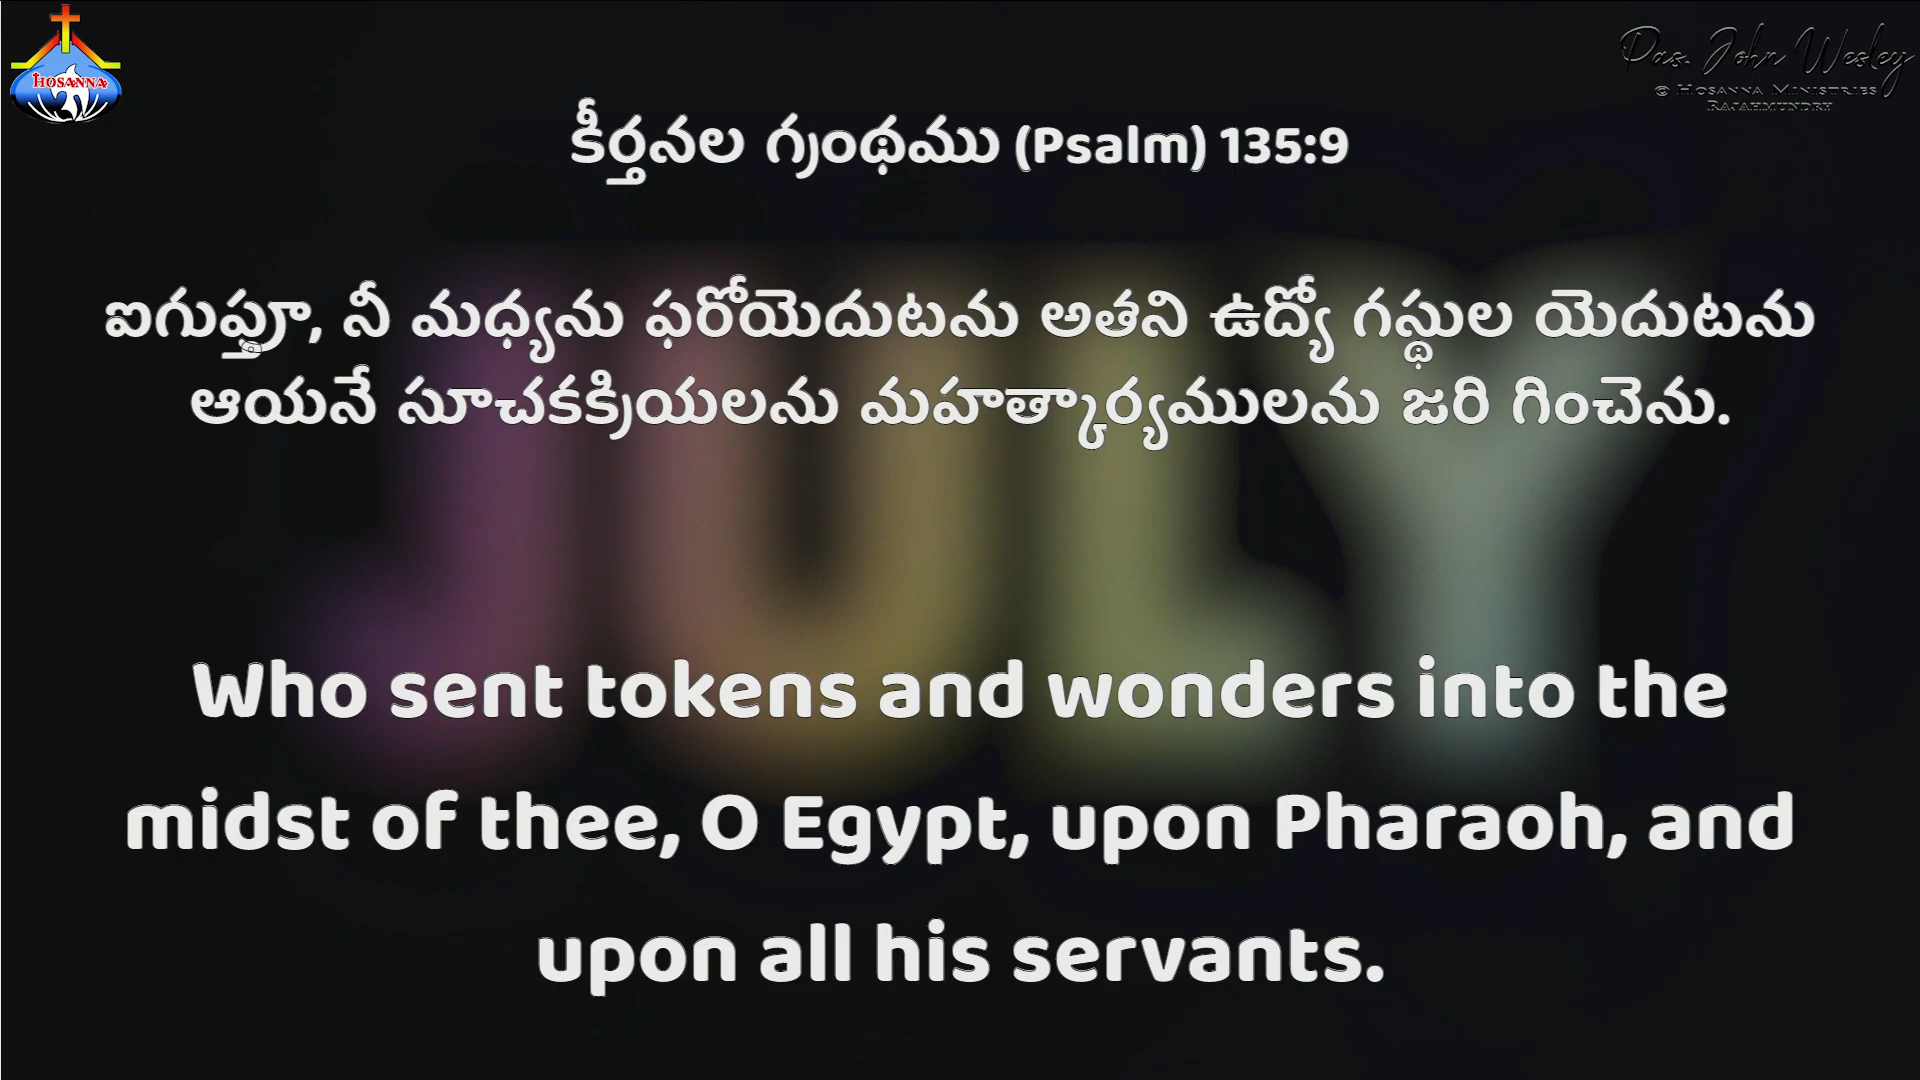 HOSANNA
Pas. John Wesley
© Hosanna Ministries
Rajahmundry
కీర్తనల గ్రంథము (Psalm) 135:9
ఐగుప్తూ, నీ మధ్యను ఫరోయెదుటను అతని ఉద్యో గస్థుల యెదుటను
ఆయనే సూచకక్రియలను మహత్కార్యములను జరి గించెను.
JULY
Who sent tokens and wonders into the
midst of thee, O Egypt, upon Pharaoh, and
upon all his servants.